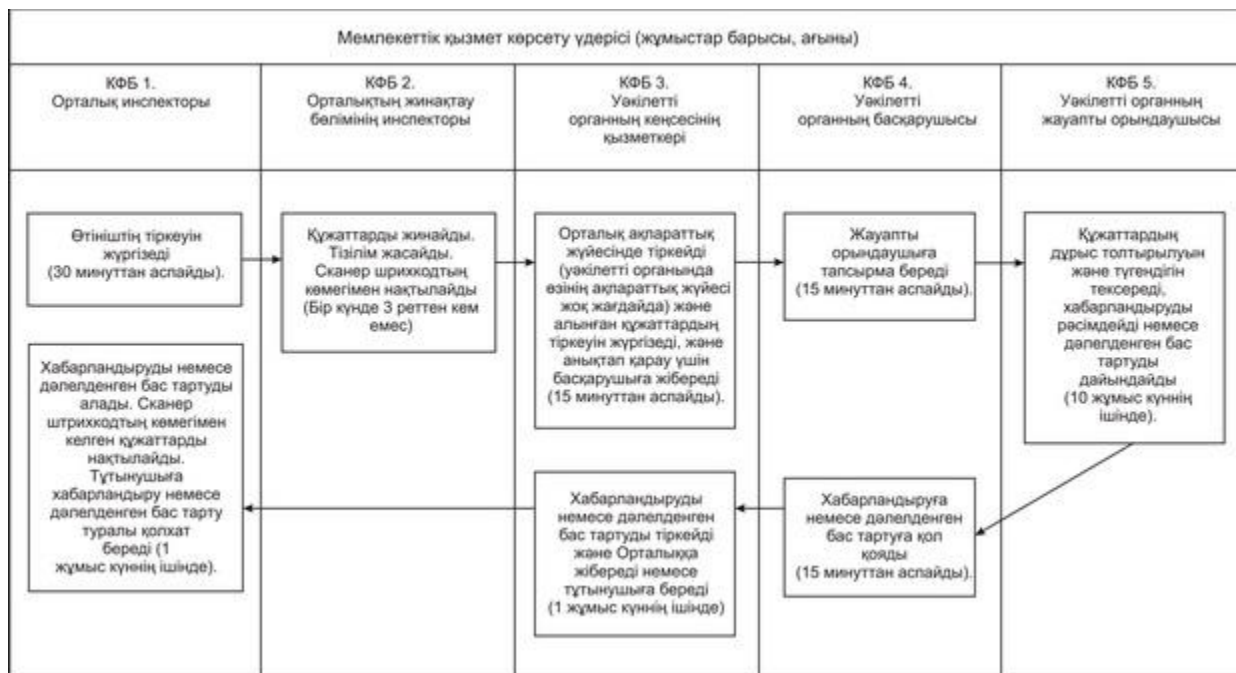 Мемлекеттік қызмет көрсету үдерісі (жұмыстар барысы, ағыны)
КФБ 1.
Орталық инспекторы
КФБ 2.
Орталықтың жинақтау
бөлімінің инспекторы
КФБ 3.
Уәкілетті
органның кеңсесінің
қызметкері
КФБ 4.
Уәкілетті
органның басқарушысы
КФБ 5.
Уәкілетті органның
жауапты орындаушысы
Өтініштің тіркеуін
жүргізеді
(30 минуттан аспайды).
Құжаттарды жинайды.
Тізілім жасайды.
Сканер шрихкодтың
көмегімен нақтылайды
(Бір күнде 3 реттен кем
емес)
Орталық ақпараттық
жүйесінде тіркейді
(уәкілетті органында
өзінің ақпараттық жүйесі
жоқ жағдайда) және
алынған құжаттардың
тіркеуін жүргізеді, және
анықтап қарау үшін
басқарушыға жібереді
(15 минуттан аспайды).
Жауапты
орындаушыға
тапсырма береді
(15 минуттан аспайды).
Құжаттардың
дұрыс толтырылуын
және түгендігін
тексереді,
хабарландыруды
рәсімдейді немесе
дәлелденген бас
тартуды
дайындайды
(10 жұмыс күннің
ішінде).
Хабарландыруды немесе
дәлелденген бас тартуды
алады. Сканер
штрихкодтың көмегімен
келген құжаттарды
нақтылайды.
Тұтынушыға
хабарландыру немесе
дәлелденген бас тарту
туралы қолхат
береді (1
жұмыс күннің ішінде).
Хабарландыруды
немесе дәлелденген
бас тартуды тіркейді
және Орталыққа
жібереді немесе
тұтынушыға береді
(1 жұмыс күннің ішінде)
Хабарландыруға
немесе дәлелденген
бас тартуға қол
қояды
(15 минуттан аспайды).